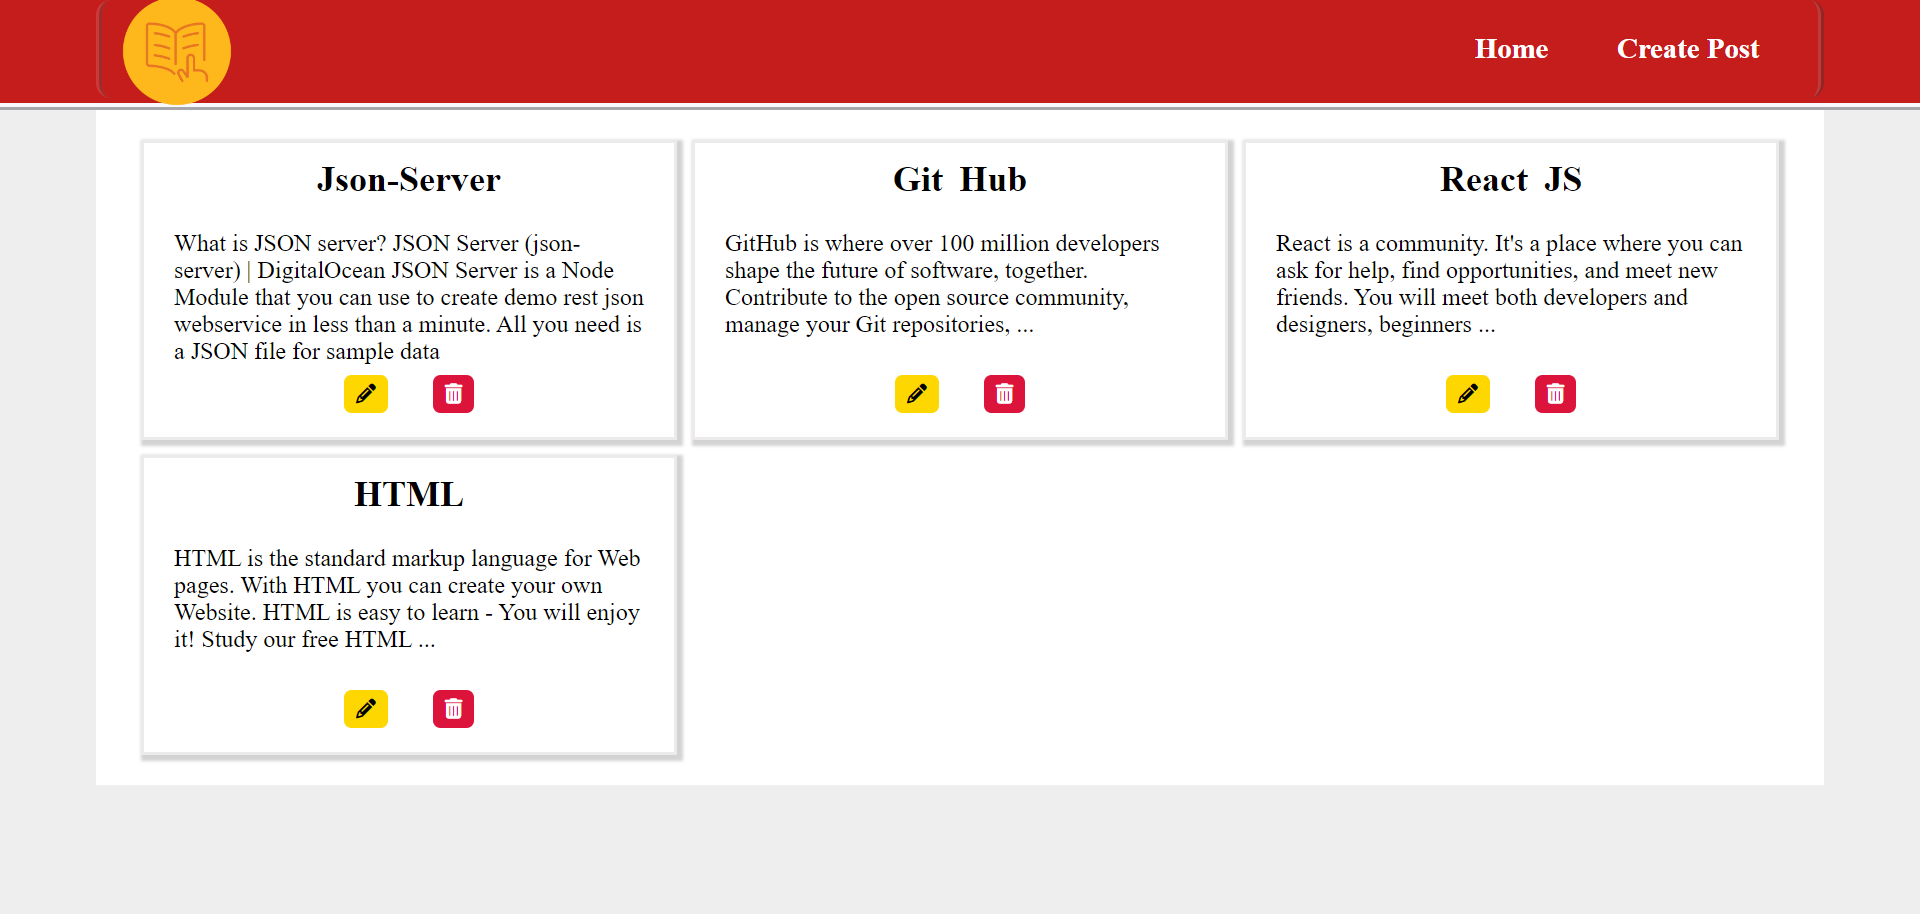 Home Create Post
Json-Server
What is JSON server? JSON Server (json-
server) | DigitalOcean JSON Server is a Node
Module that you can use to create demo rest json
webservice in less than a minute. All you need is
a JSON file for sample data
Git Hub
GitHub is where over 100 million developers
shape the future of software, together.
Contribute to the open source community,
manage your Git repositories, ...
React JS
React is a community. It's a place where you can
ask for help, find opportunities, and meet new
friends. You will meet both developers and
designers, beginners ...
HTML
HTML is the standard markup language for Web
pages. With HTML you can create your own
Website. HTML is easy to learn - You will enjoy
it! Study our free HTML ...